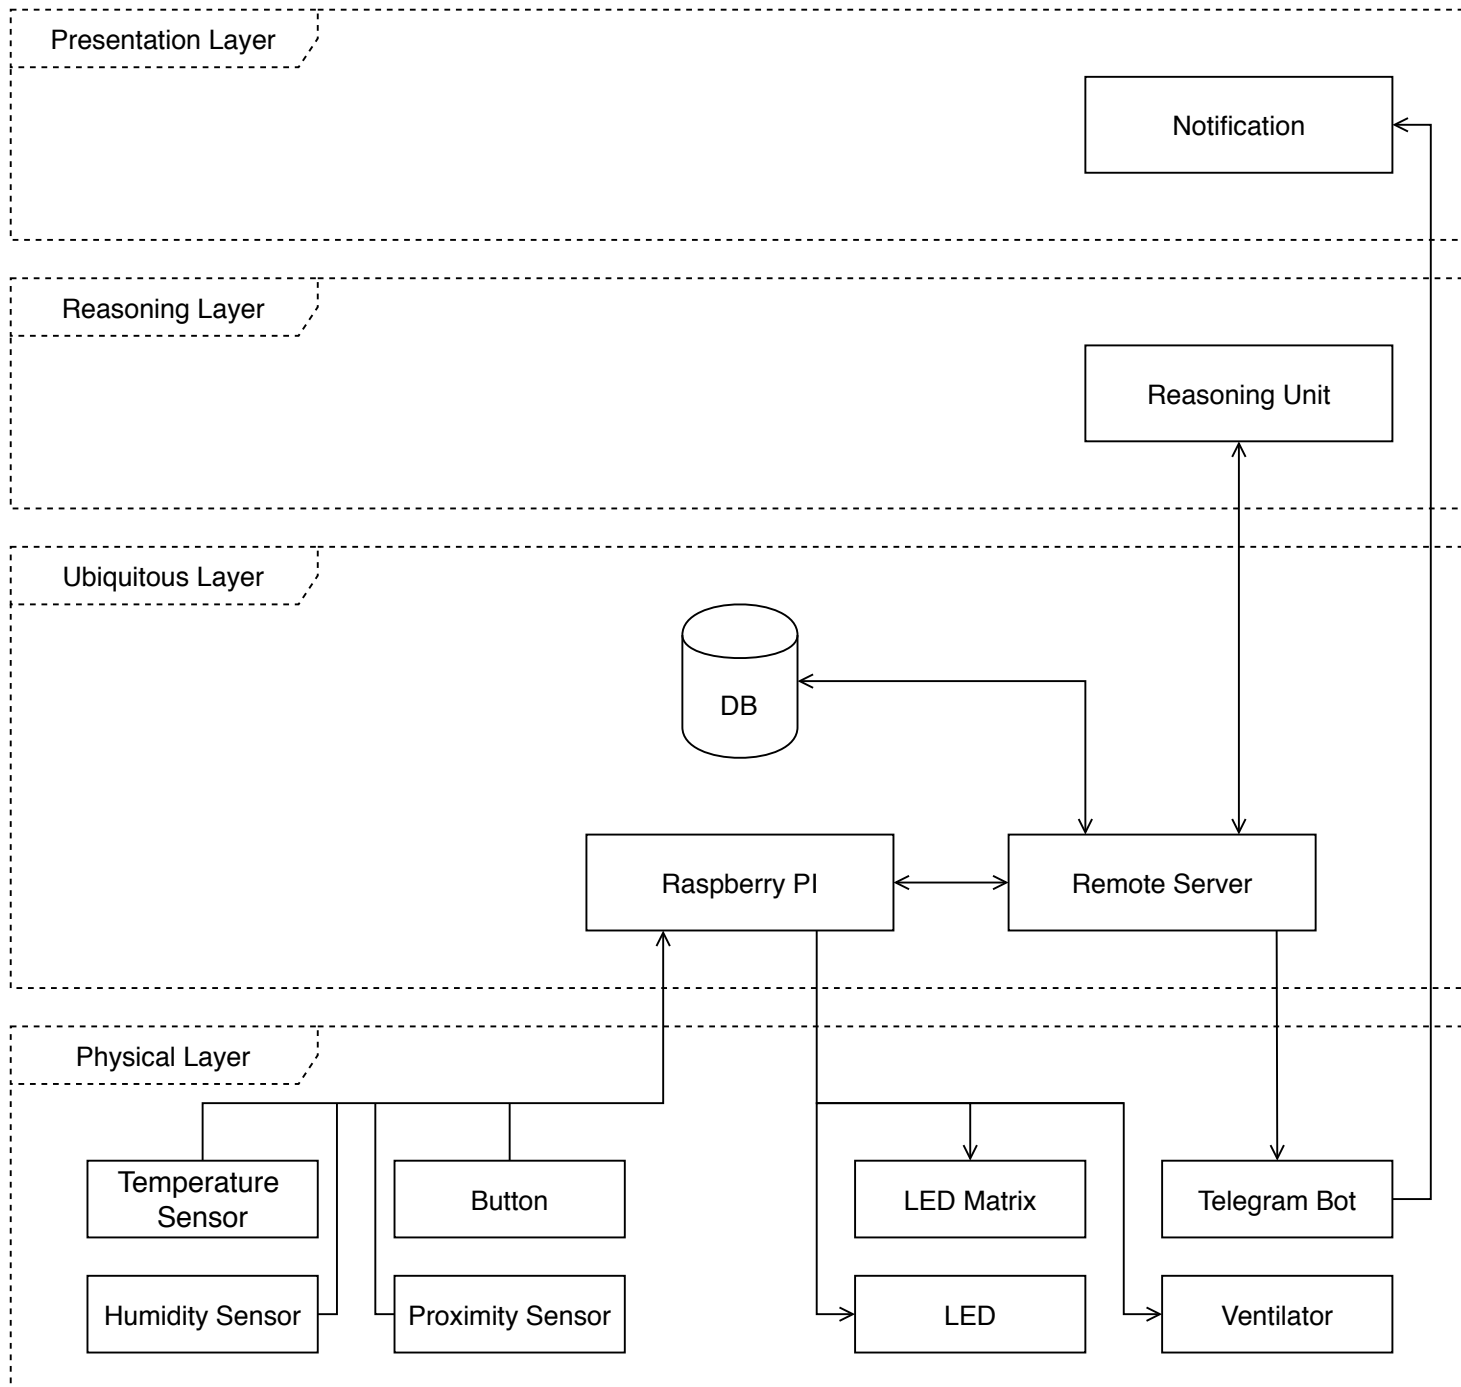 Presentation Layer
Notification
Reasoning Layer
Reasoning Unit
Ubiquitous Layer
DB
Raspberry PI
Remote Server
Physical Layer
Temperature
Sensor
Button
LED Matrix
Telegram Bot
Humidity Sensor
Proximity Sensor
LED
Ventilator